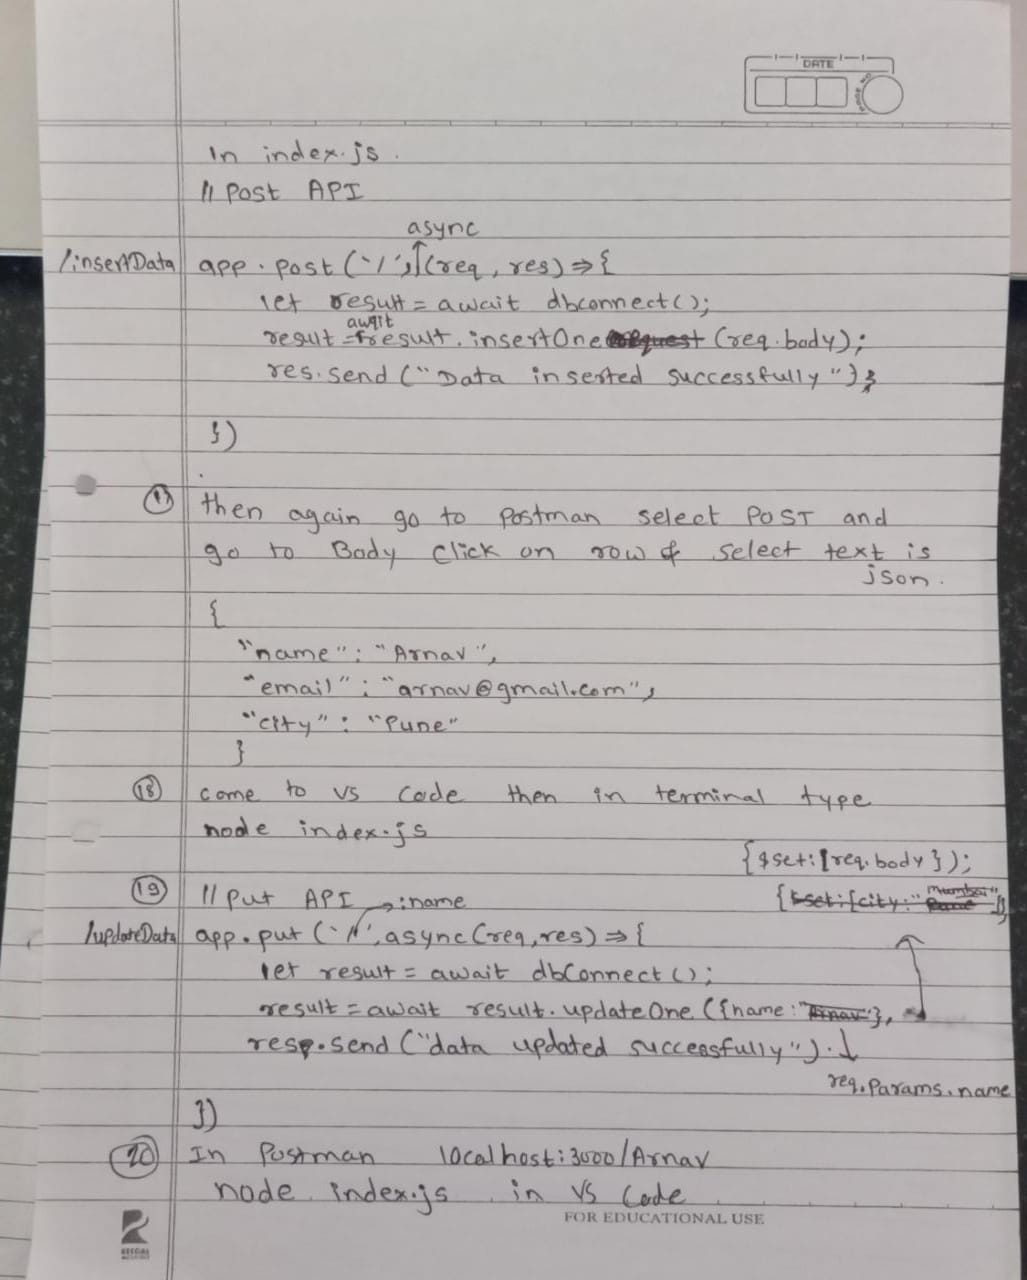 DATE
PAGE NO
In index.js.
// Post API
async
/insertData app.post('/', (req, res) => {
let result = await dbconnect();
await
result = result.insertOne (req.body);
res.send ("Data inserted successfully");
})
(17) then again go to Postman select POST and
go to Body Click on row & select text is
json.
{
"name": "Arnav",
"email": "arnav@gmail.com",
"city": "Pune"
}
(18) come to VS Code then in terminal type
node index.js
{$set:[req.body});
(19) // Put API → :name
{$set:{city:"Mumbai"})
/updateData app.put('/', async(req,res) => {
let result = await dbConnect();
result = await result.updateOne ({name: "Arnav"},
resp.send ("data updated successfully").
req.params.name
})
(20) In Postman localhost:3000/Arnav
node index.js in VS Code
FOR EDUCATIONAL USE